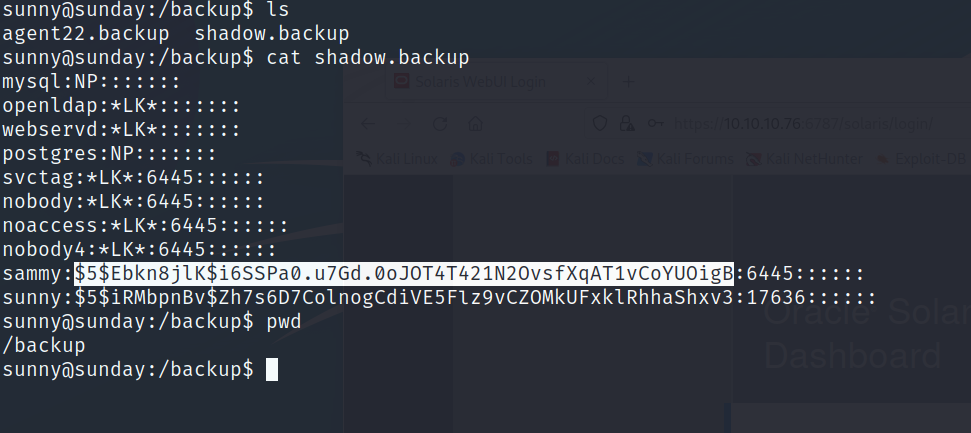 sunny@sunday:/backup$ ls
agent22.backup  shadow.backup
sunny@sunday:/backup$ cat shadow.backup
mysql:NP:::::::
openldap:*LK*:::::::
webservd:*LK*:::::::
postgres:NP:::::::
svctag:*LK*:6445::::::
nobody:*LK*:6445::::::
noaccess:*LK*:6445::::::
nobody4:*LK*:6445::::::
sammy:$5$Ebkn8jlK$i6SSPa0.u7Gd.0oJOT4T421N2OvsfXqAT1vCoYUOigB:6445::::::
sunny:$5$iRMbpnBv$Zh7s6D7ColnogCdiVE5Flz9vCZOMkUFxklRhhaShxv3:17636::::::
sunny@sunday:/backup$ pwd
/backup
sunny@sunday:/backup$
Solaris WebUI Login
https://10.10.10.76:6787/solaris/login/
Kali Linux
Kali Tools
Kali Docs
Kali Forums
Kali NetHunter
Exploit-DB
Oracle Solar
Dashboard